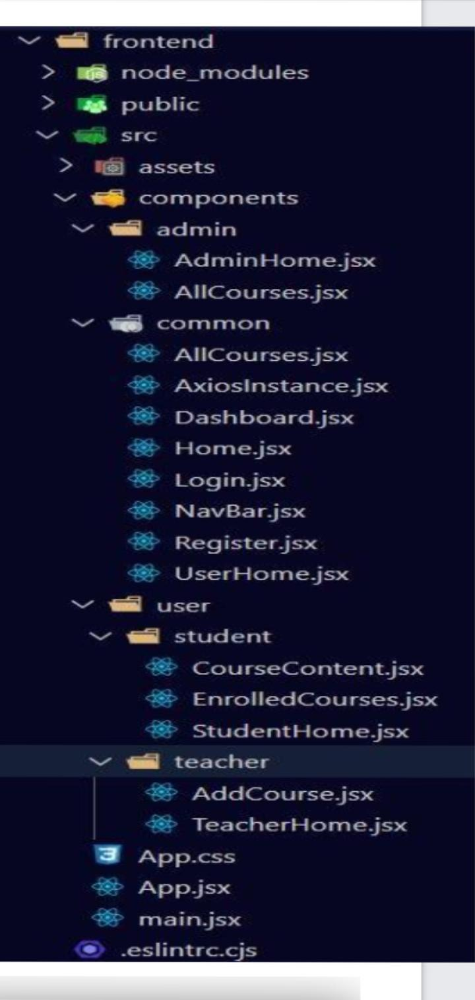 frontend
node_modules
public
src
assets
components
admin
AdminHome.jsx
AllCourses.jsx
common
AllCourses.jsx
AxiosInstance.jsx
Dashboard.jsx
Home.jsx
Login.jsx
NavBar.jsx
Register.jsx
UserHome.jsx
user
student
CourseContent.jsx
EnrolledCourses.jsx
StudentHome.jsx
teacher
AddCourse.jsx
TeacherHome.jsx
App.css
App.jsx
main.jsx
.eslintrc.cjs